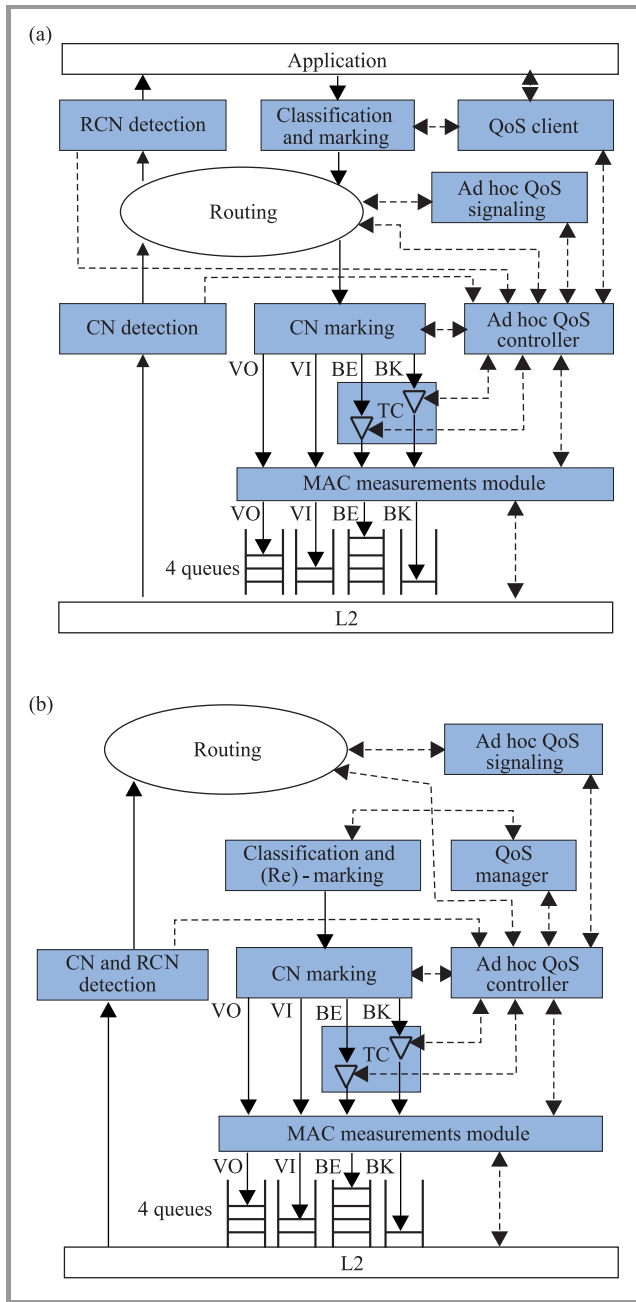 (a)
Application
RCN detection
Classification
and marking
QoS client
Ad hoc QoS
signaling
Routing
CN detection
CN marking
Ad hoc QoS
controller
VO
VI
BE
BK
TC
MAC measurements module
VO
VI
BE
BK
4 queues
L2
(b)
Routing
Ad hoc QoS
signaling
Classification and
(Re) - marking
QoS
manager
CN and RCN
detection
CN marking
Ad hoc QoS
controller
VO
VI
BE
BK
TC
MAC measurements module
VO
VI
BE
BK
4 queues
L2